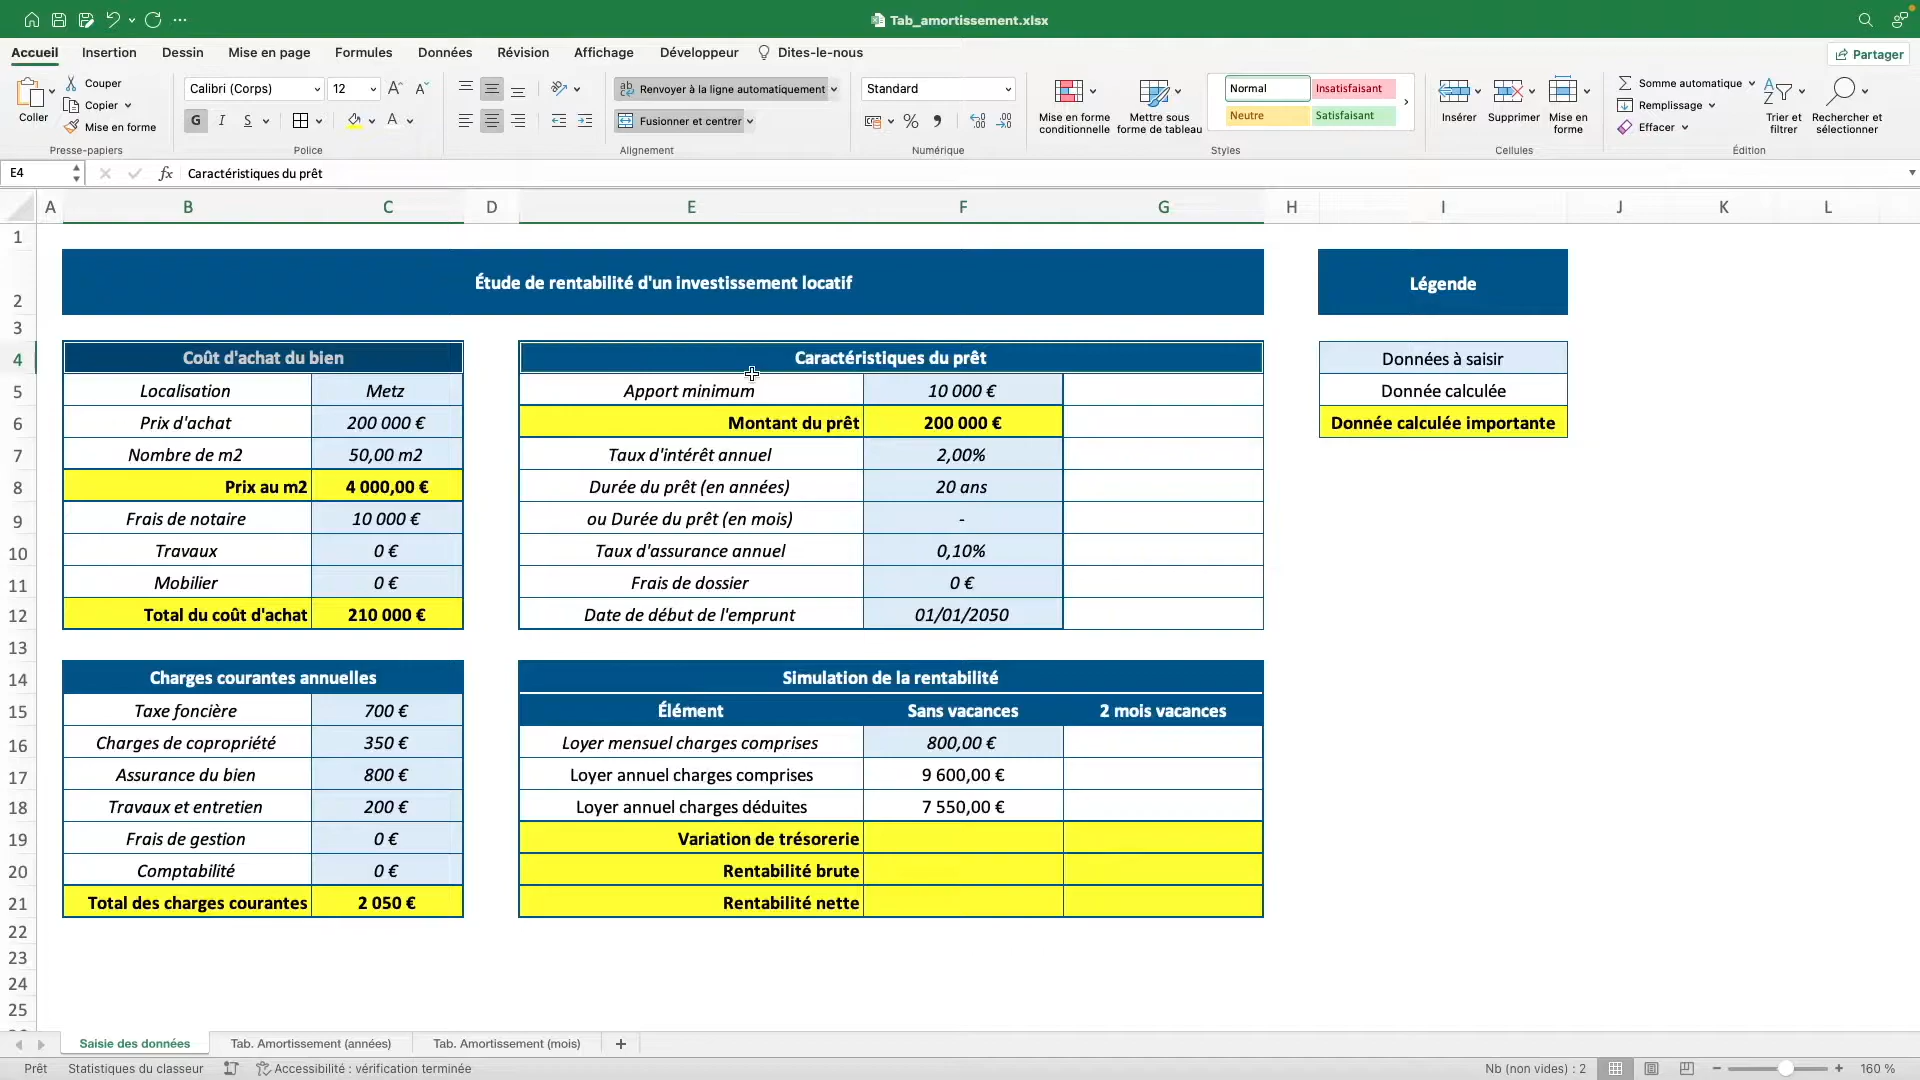 Tab_amortissement.xlsx
Accueil Insertion Dessin Mise en page Formules Données Révision Affichage Développeur Dites-le-nous Partager
Coller
Couper
Copier
Mise en forme
Presse-papiers
Calibri (Corps) 12
G I S
Police
Renvoyer à la ligne automatiquement
Fusionner et centrer
Alignement
Standard
Numérique
Mise en forme conditionnelle
Mettre sous forme de tableau
Normal Insatisfaisant
Neutre Satisfaisant
Styles
Insérer Supprimer Mise en forme
Cellules
Somme automatique
Remplissage
Effacer
Trier et filtrer
Rechercher et sélectionner
Édition
E4 fx Caractéristiques du prêt
A B C D E F G H I J K L
1
2 Étude de rentabilité d'un investissement locatif Légende
3
4 Coût d'achat du bien Caractéristiques du prêt Données à saisir
5 Localisation Metz Apport minimum 10 000 € Donnée calculée
6 Prix d'achat 200 000 € Montant du prêt 200 000 € Donnée calculée importante
7 Nombre de m2 50,00 m2 Taux d'intérêt annuel 2,00%
8 Prix au m2 4 000,00 € Durée du prêt (en années) 20 ans
9 Frais de notaire 10 000 € ou Durée du prêt (en mois) -
10 Travaux 0 € Taux d'assurance annuel 0,10%
11 Mobilier 0 € Frais de dossier 0 €
12 Total du coût d'achat 210 000 € Date de début de l'emprunt 01/01/2050
13
14 Charges courantes annuelles Simulation de la rentabilité
15 Taxe foncière 700 € Élément Sans vacances 2 mois vacances
16 Charges de copropriété 350 € Loyer mensuel charges comprises 800,00 €
17 Assurance du bien 800 € Loyer annuel charges comprises 9 600,00 €
18 Travaux et entretien 200 € Loyer annuel charges déduites 7 550,00 €
19 Frais de gestion 0 € Variation de trésorerie
20 Comptabilité 0 € Rentabilité brute
21 Total des charges courantes 2 050 € Rentabilité nette
22
23
24
25
Saisie des données Tab. Amortissement (années) Tab. Amortissement (mois) +
Prêt Statistiques du classeur Accessibilité : vérification terminée Nb (non vides) : 2 160 %